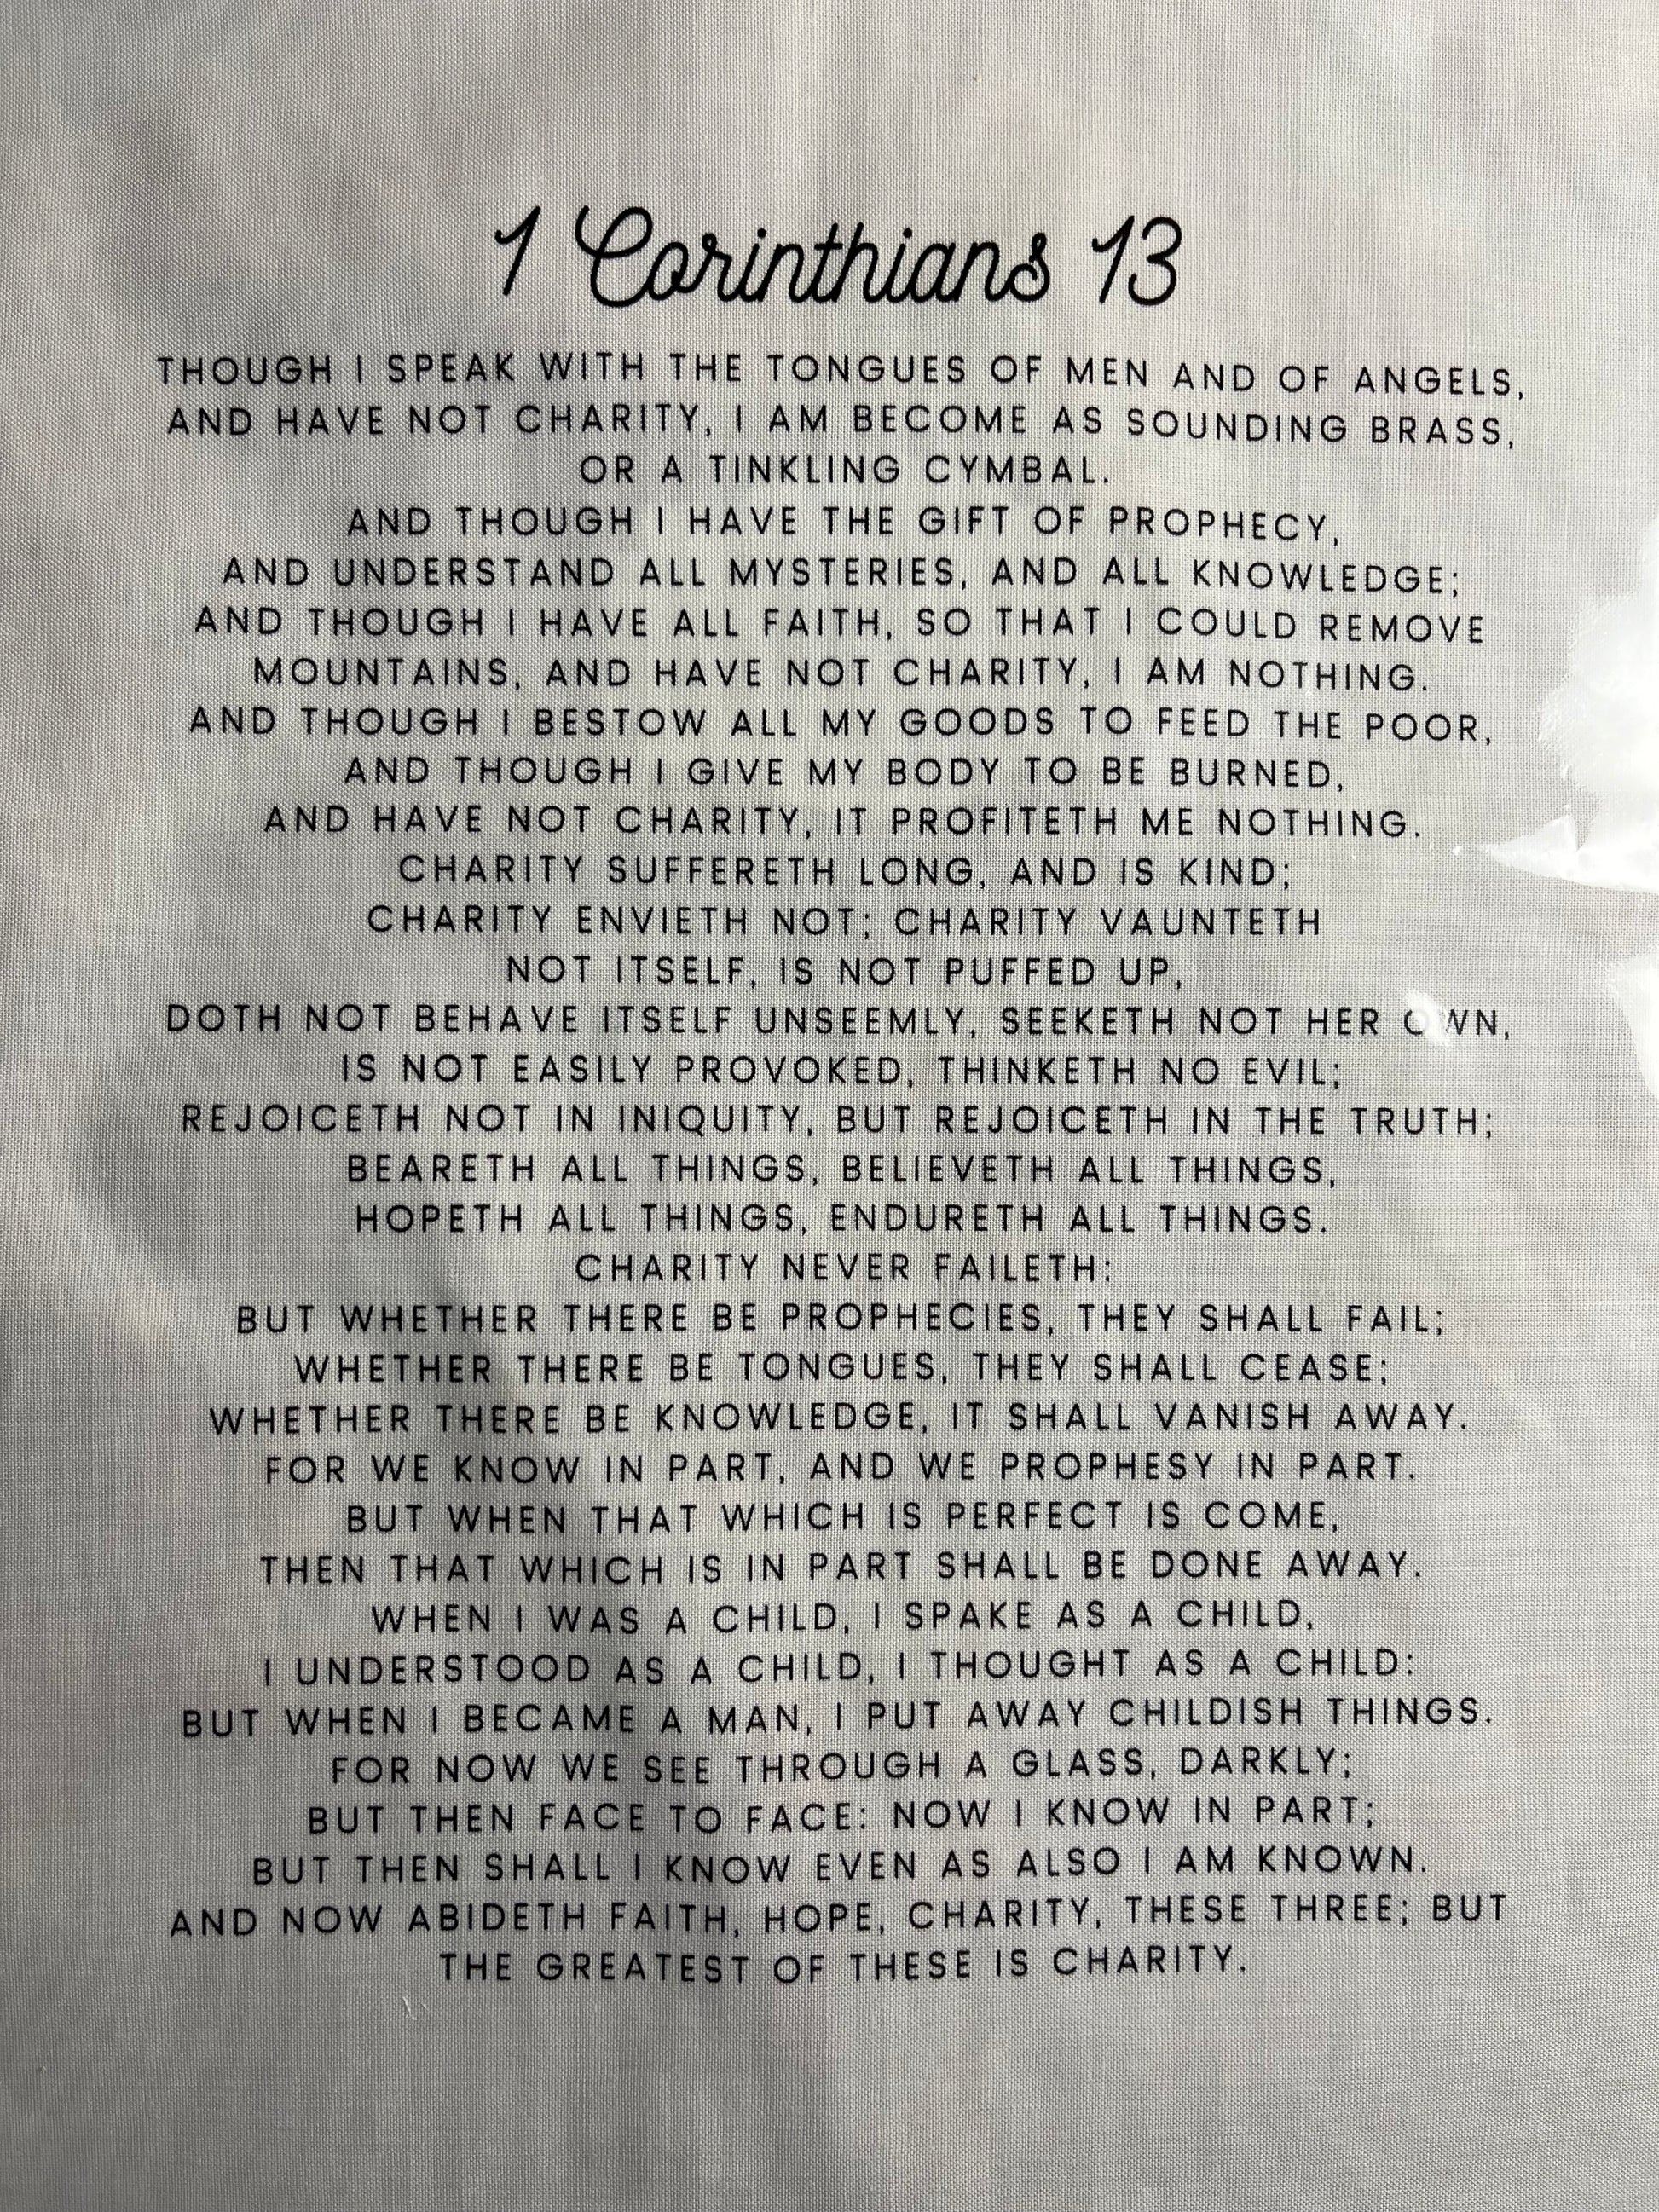 1 Corinthians 13
THOUGH I SPEAK WITH THE TONGUES OF MEN AND OF ANGELS,
AND HAVE NOT CHARITY, I AM BECOME AS SOUNDING BRASS,
OR A TINKLING CYMBAL.
AND THOUGH I HAVE THE GIFT OF PROPHECY,
AND UNDERSTAND ALL MYSTERIES, AND ALL KNOWLEDGE;
AND THOUGH I HAVE ALL FAITH, SO THAT I COULD REMOVE
MOUNTAINS, AND HAVE NOT CHARITY, I AM NOTHING.
AND THOUGH I BESTOW ALL MY GOODS TO FEED THE POOR,
AND THOUGH I GIVE MY BODY TO BE BURNED,
AND HAVE NOT CHARITY, IT PROFITETH ME NOTHING.
CHARITY SUFFERETH LONG, AND IS KIND;
CHARITY ENVIETH NOT; CHARITY VAUNTETH
NOT ITSELF, IS NOT PUFFED UP,
DOTH NOT BEHAVE ITSELF UNSEEMLY, SEEKETH NOT HER OWN,
IS NOT EASILY PROVOKED, THINKETH NO EVIL;
REJOICETH NOT IN INIQUITY, BUT REJOICETH IN THE TRUTH;
BEARETH ALL THINGS, BELIEVETH ALL THINGS,
HOPETH ALL THINGS, ENDURETH ALL THINGS.
CHARITY NEVER FAILETH:
BUT WHETHER THERE BE PROPHECIES, THEY SHALL FAIL;
WHETHER THERE BE TONGUES, THEY SHALL CEASE;
WHETHER THERE BE KNOWLEDGE, IT SHALL VANISH AWAY.
FOR WE KNOW IN PART, AND WE PROPHESY IN PART.
BUT WHEN THAT WHICH IS PERFECT IS COME,
THEN THAT WHICH IS IN PART SHALL BE DONE AWAY.
WHEN I WAS A CHILD, I SPAKE AS A CHILD,
I UNDERSTOOD AS A CHILD, I THOUGHT AS A CHILD:
BUT WHEN I BECAME A MAN, I PUT AWAY CHILDISH THINGS.
FOR NOW WE SEE THROUGH A GLASS, DARKLY;
BUT THEN FACE TO FACE: NOW I KNOW IN PART;
BUT THEN SHALL I KNOW EVEN AS ALSO I AM KNOWN.
AND NOW ABIDETH FAITH, HOPE, CHARITY, THESE THREE; BUT
THE GREATEST OF THESE IS CHARITY.